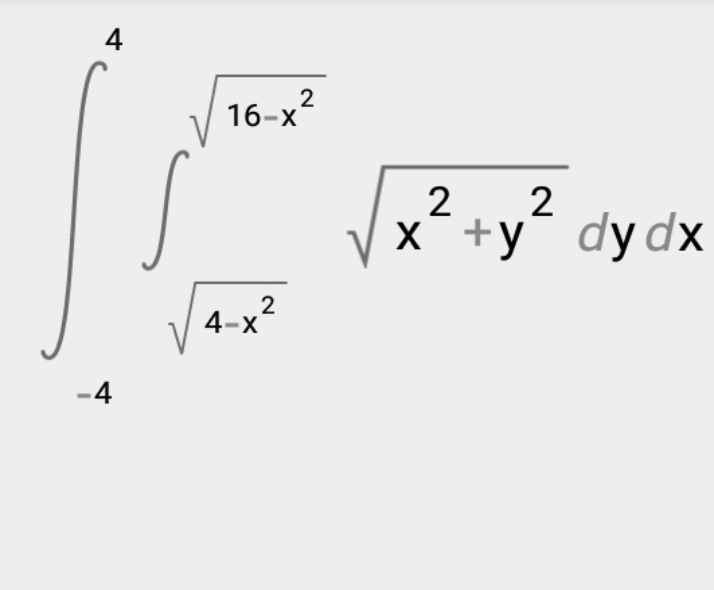 ∫_{-4}^{4} ∫_{√(4-x²)}^{√(16-x²)} √(x²+y²) dy dx